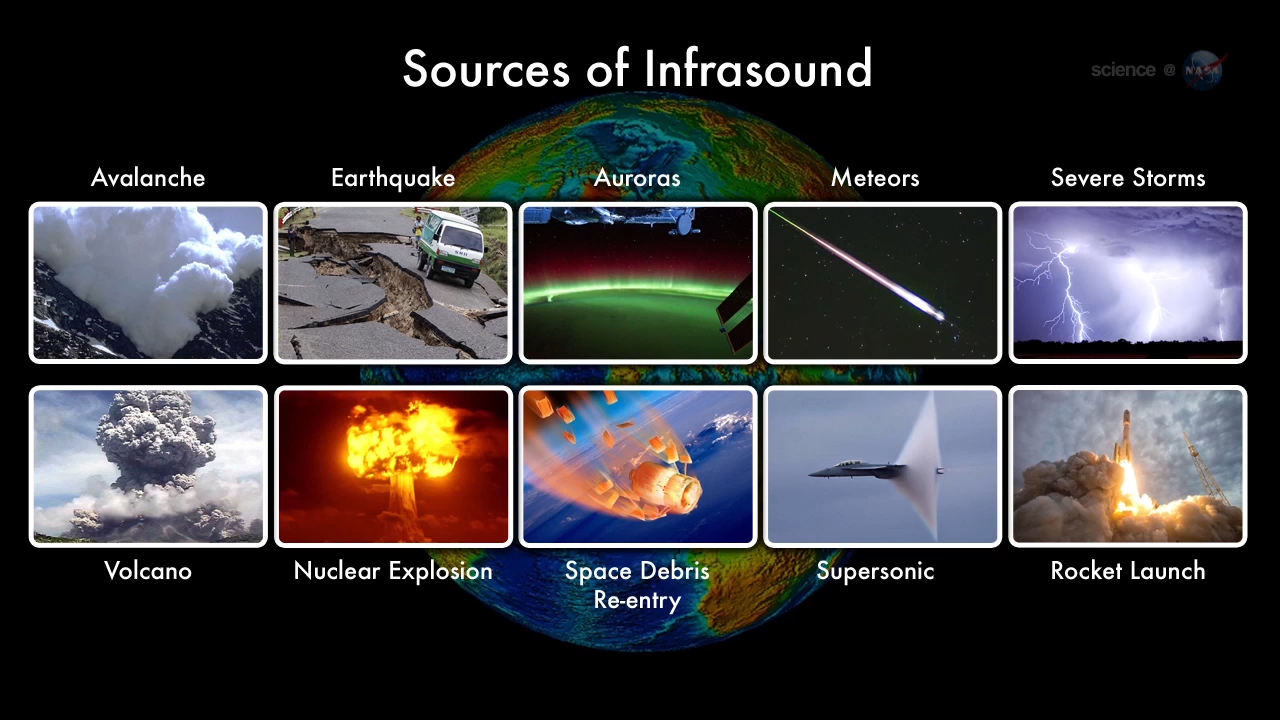 Sources of Infrasound
science @ NASA
Avalanche
Earthquake
Auroras
Meteors
Severe Storms
Volcano
Nuclear Explosion
Space Debris
Re-entry
Supersonic
Rocket Launch